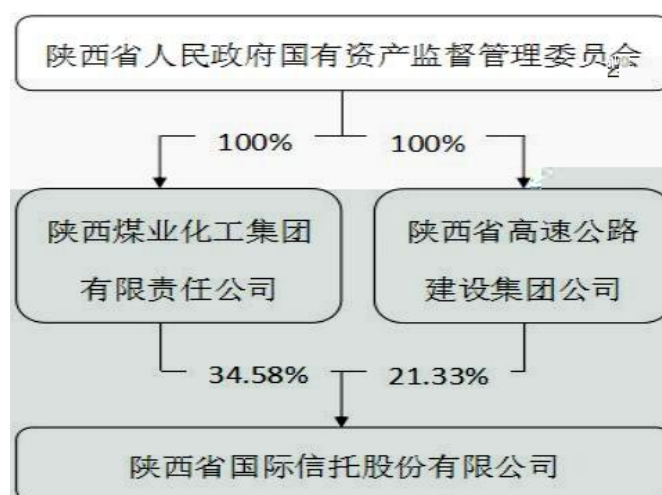 陕西省人民政府国有资产监督管理委员会
100%
100%
陕西煤业化工集团
有限责任公司
陕西省高速公路
建设集团公司
34.58%
21.33%
陕西省国际信托股份有限公司